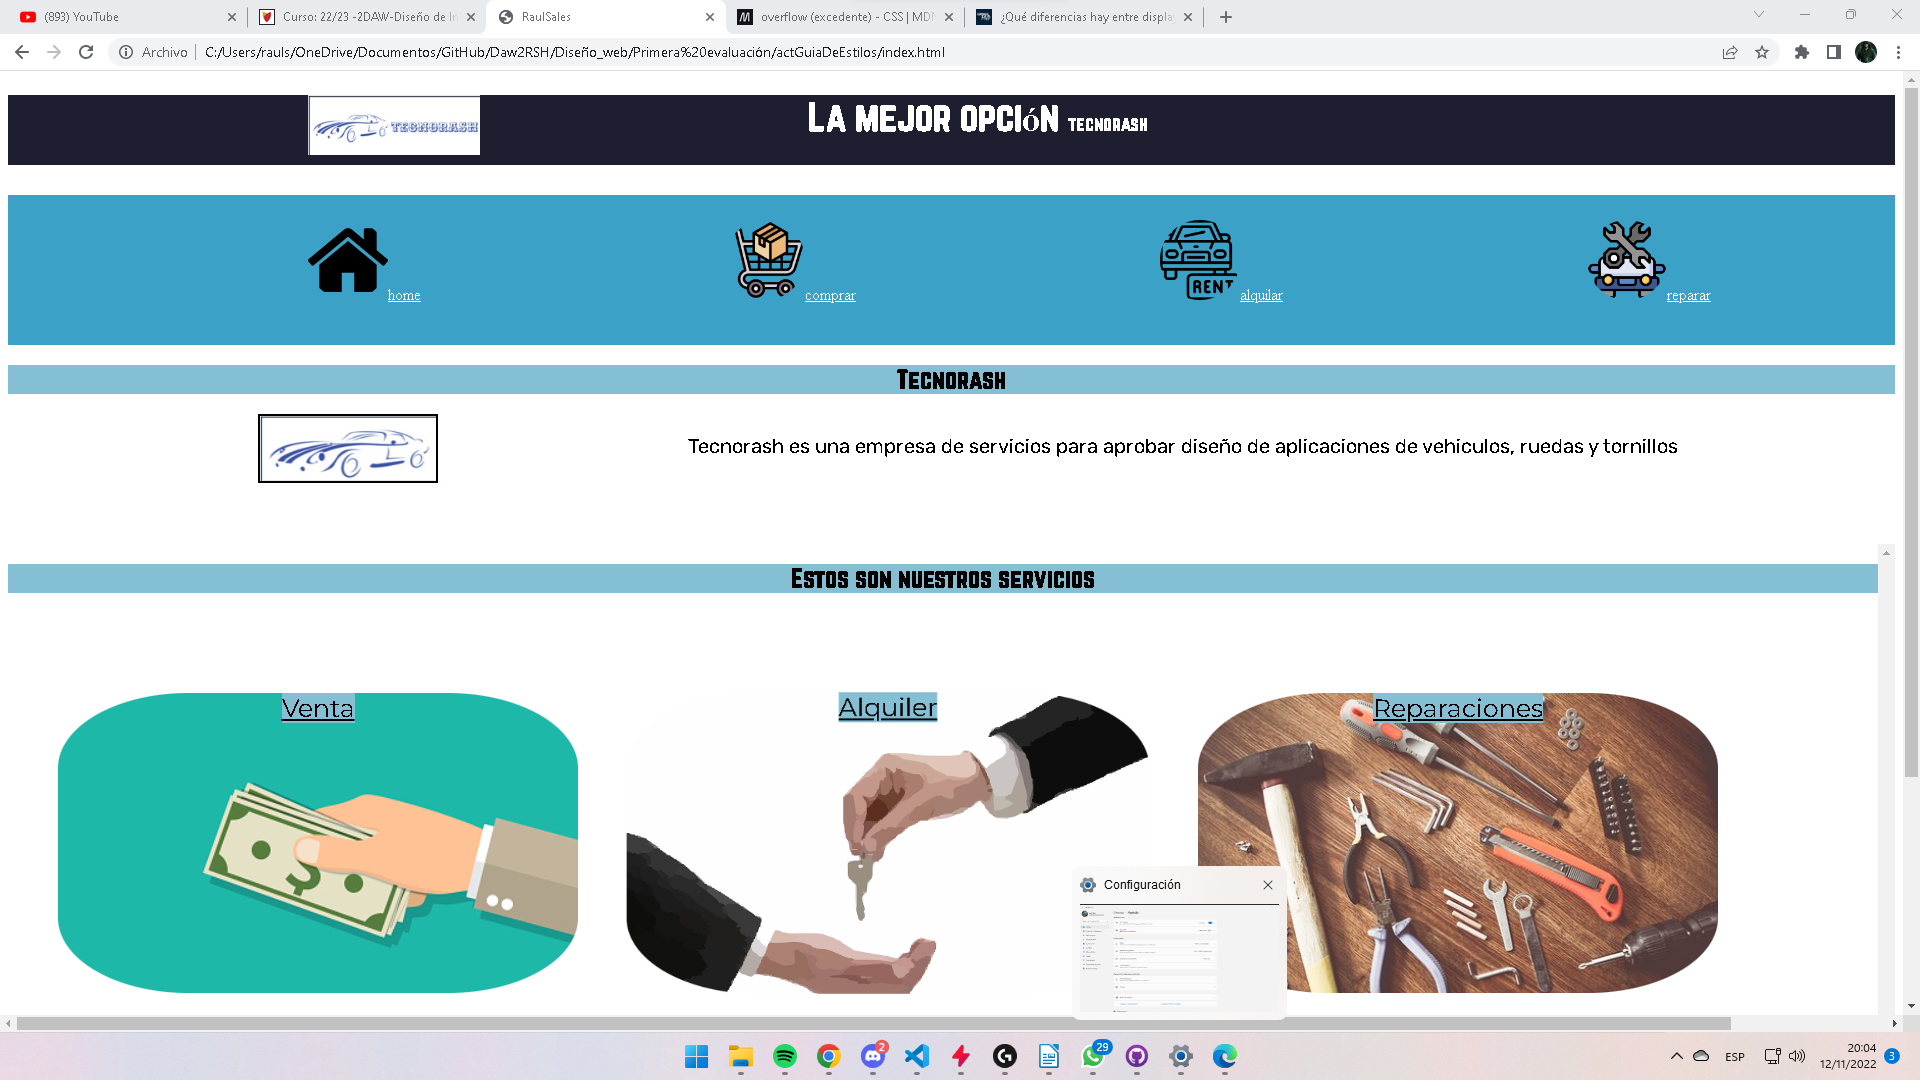 (893) YouTube
Curso: 22/23 -2DAW-Diseño de In
RaulSales
overflow (excedente) - CSS | MDN
¿Qué diferencias hay entre displa
Archivo
C:/Users/rauls/OneDrive/Documentos/GitHub/Daw2RSH/Diseño_web/Primera%20evaluación/actGuiaDeEstilos/index.html
TECNORASH
LA MEJOR OPCIóN TECNORASH
home
comprar
RENT
alquilar
reparar
TECNORASH
Tecnorash es una empresa de servicios para aprobar diseño de aplicaciones de vehiculos, ruedas y tornillos
ESTOS SON NUESTROS SERVICIOS
Venta
Alquiler
Reparaciones
$
Configuración
2
29
ESP
20:04
12/11/2022
3